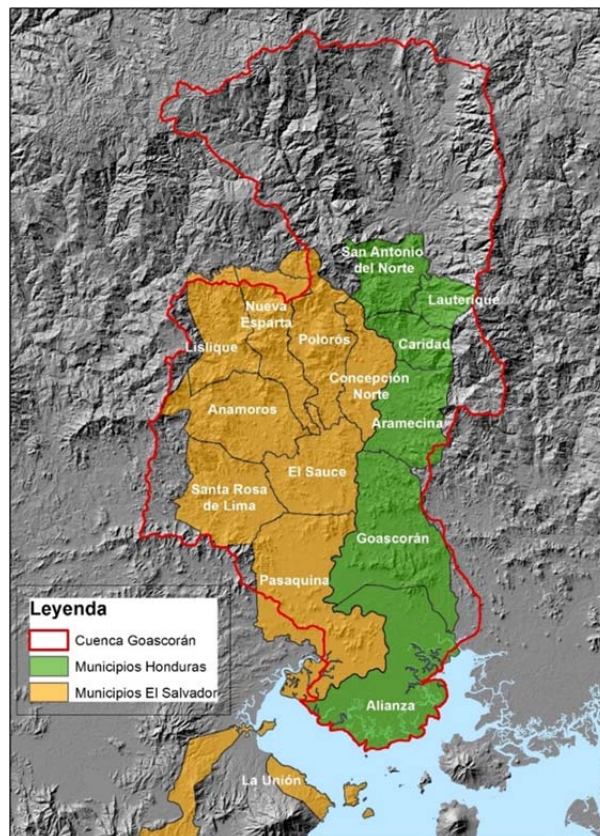 San Antonio
del Norte
Lauterique
Nueva
Esparta
Polorós
Caridad
Lislique
Concepción
Norte
Anamoros
Aramecina
El Sauce
Santa Rosa
de Lima
Goascorán
Pasaquina
Leyenda
Cuenca Goascorán
Municipios Honduras
Municipios El Salvador
Alianza
La Unión